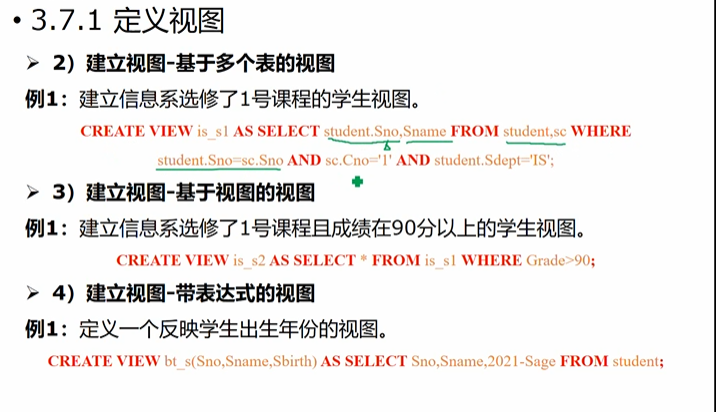 • 3.7.1 定义视图
➢ 2）建立视图-基于多个表的视图
例1：建立信息系选修了1号课程的学生视图。
CREATE VIEW is_s1 AS SELECT student.Sno,Sname FROM student,sc WHERE
student.Sno=sc.Sno AND sc.Cno='1' AND student.Sdept='IS';
➢ 3）建立视图-基于视图的视图
例1：建立信息系选修了1号课程且成绩在90分以上的学生视图。
CREATE VIEW is_s2 AS SELECT * FROM is_s1 WHERE Grade>90;
➢ 4）建立视图-带表达式的视图
例1：定义一个反映学生出生年份的视图。
CREATE VIEW bt_s(Sno,Sname,Sbirth) AS SELECT Sno,Sname,2021-Sage FROM student;